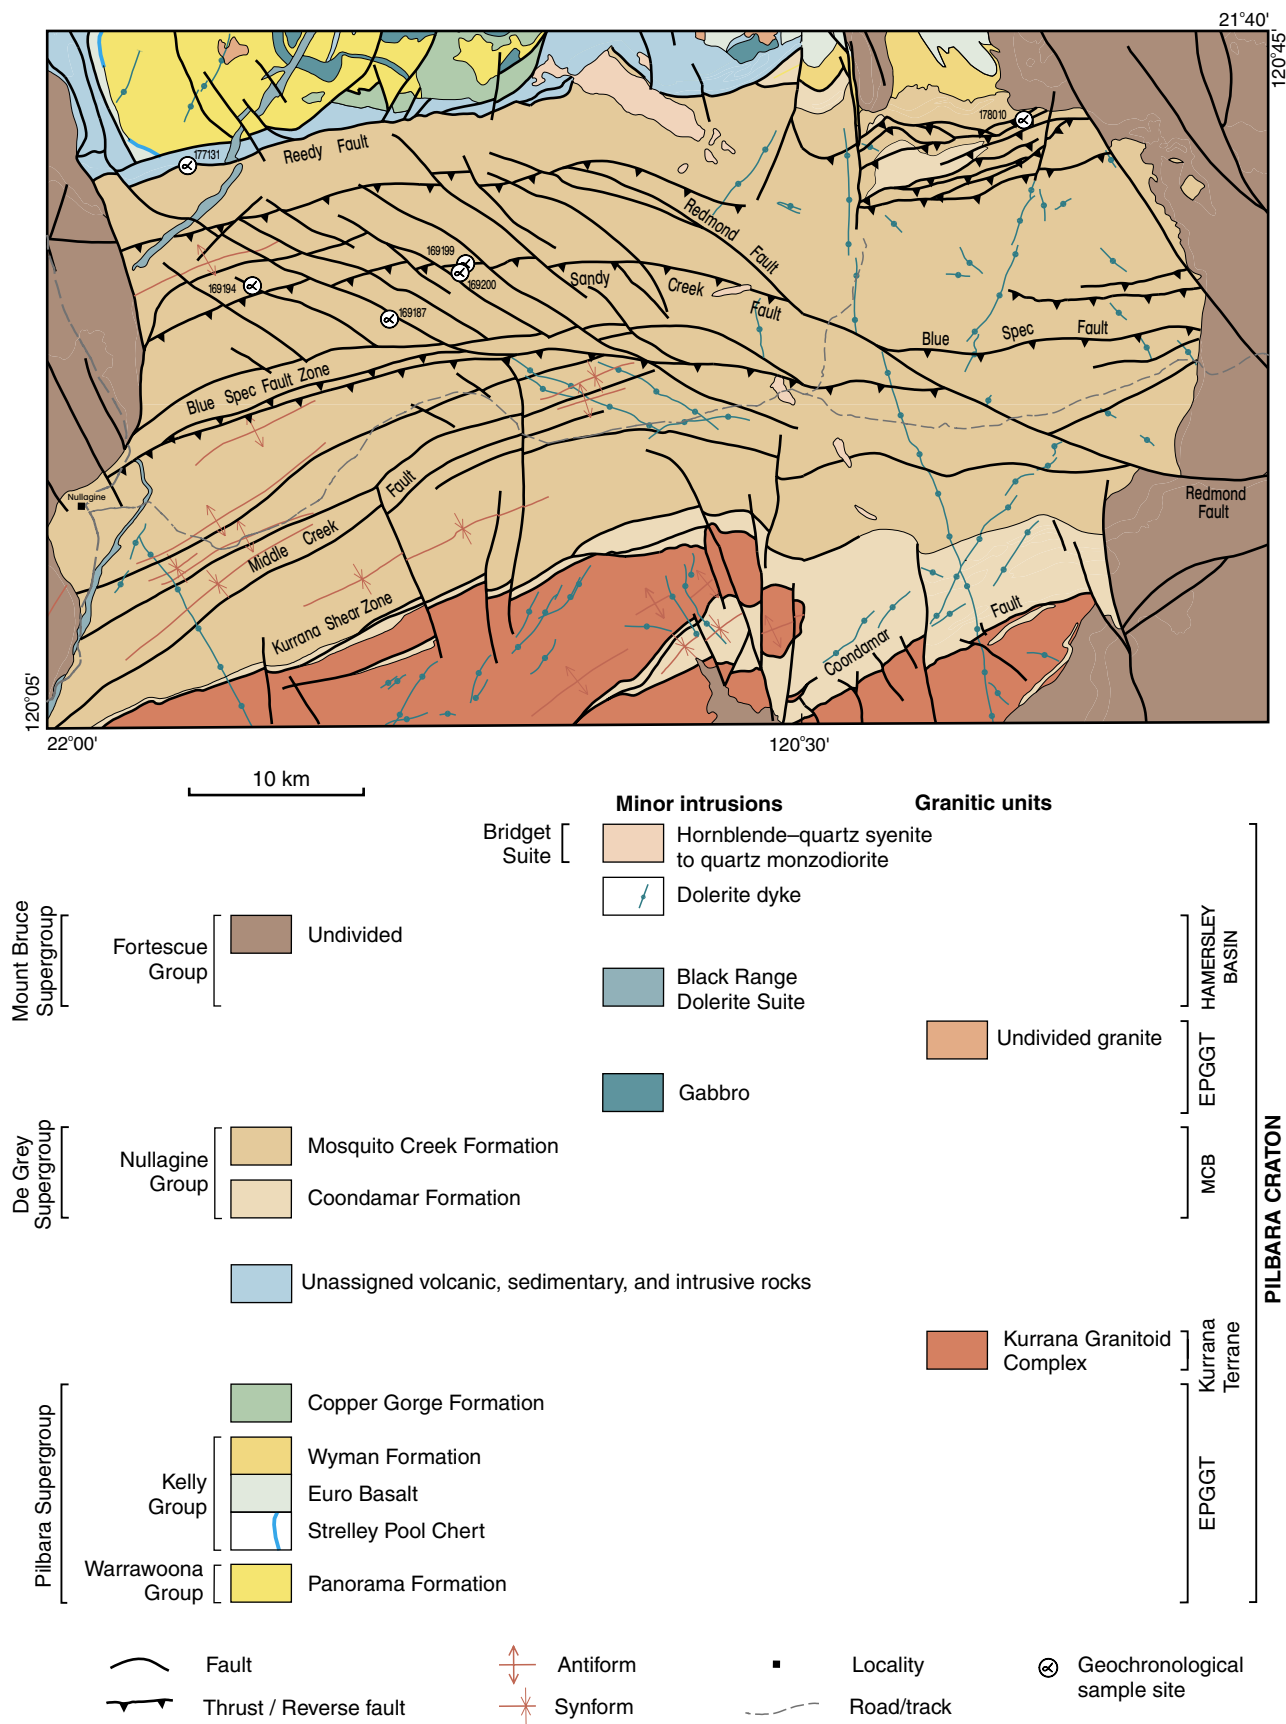 21°40'
120°45'
178010
177131
Reedy Fault
Redmond
Fault
169199
169200
169194
169187
Sandy
Creek
Fault
Blue Spec Fault
Blue Spec Fault Zone
Nullagine
Middle Creek Fault
Redmond
Fault
Kurrana Shear Zone
Coondamar Fault
120°05'
22°00'
120°30'
10 km
Minor intrusions
Granitic units
Bridget
Suite
Hornblende–quartz syenite
to quartz monzodiorite
Dolerite dyke
Mount Bruce
Supergroup
Fortescue
Group
Undivided
Black Range
Dolerite Suite
HAMERSLEY
BASIN
Undivided granite
EPGGT
Gabbro
De Grey
Supergroup
Nullagine
Group
Mosquito Creek Formation
Coondamar Formation
MCB
PILBARA CRATON
Unassigned volcanic, sedimentary, and intrusive rocks
Kurrana Granitoid
Complex
Kurrana
Terrane
Pilbara Supergroup
Copper Gorge Formation
Kelly
Group
Wyman Formation
Euro Basalt
Strelley Pool Chert
EPGGT
Warrawoona
Group
Panorama Formation
Fault
Antiform
Locality
Geochronological
sample site
Thrust / Reverse fault
Synform
Road/track